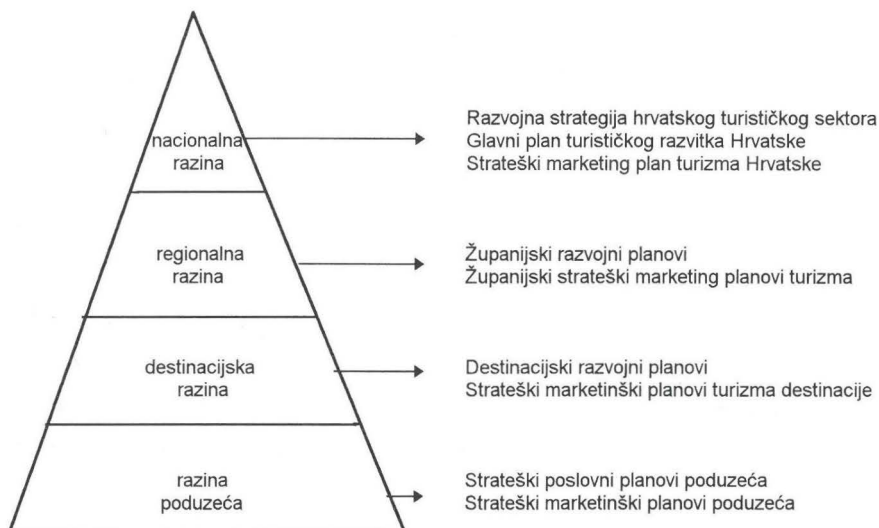 nacionalna
razina
Razvojna strategija hrvatskog turističkog sektora
Glavni plan turističkog razvitka Hrvatske
Strateški marketing plan turizma Hrvatske
regionalna
razina
Županijski razvojni planovi
Županijski strateški marketing planovi turizma
destinacijska
razina
Destinacijski razvojni planovi
Strateški marketinški planovi turizma destinacije
razina
poduzeća
Strateški poslovni planovi poduzeća
Strateški marketinški planovi poduzeća